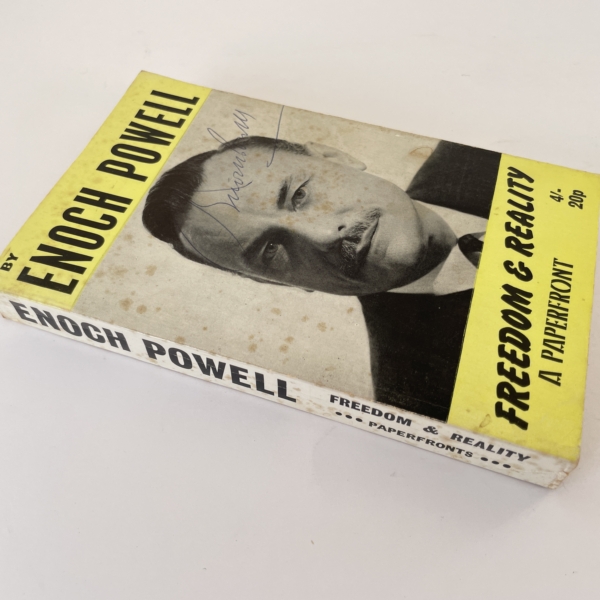 BY
ENOCH POWELL
FREEDOM & REALITY
4/-
20p
A PAPERFRONT
ENOCH POWELL
FREEDOM & REALITY
••• PAPERFRONTS •••